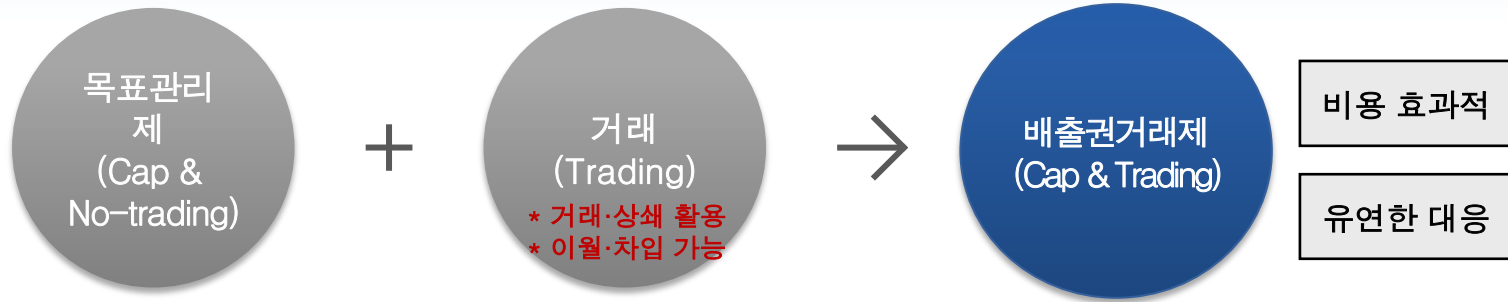 목표관리
제
(Cap &
No-trading)
+
거래
(Trading)
* 거래·상쇄 활용
* 이월·차입 가능
배출권거래제
(Cap & Trading)
비용 효과적
유연한 대응